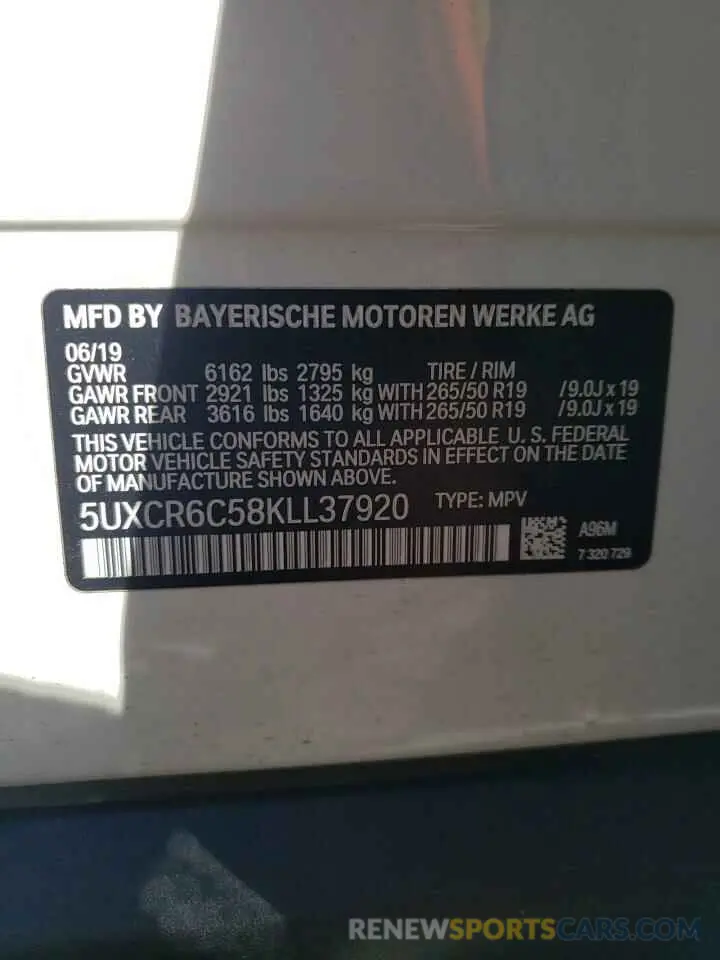 MFD BY BAYERISCHE MOTOREN WERKE AG
06/19
GVWR 6162 lbs 2795 kg TIRE / RIM
GAWR FRONT 2921 lbs 1325 kg WITH 265/50 R19 /9.0J x 19
GAWR REAR 3616 lbs 1640 kg WITH 265/50 R19 /9.0J x 19
THIS VEHICLE CONFORMS TO ALL APPLICABLE U. S. FEDERAL
MOTOR VEHICLE SAFETY STANDARDS IN EFFECT ON THE DATE
OF MANUFACTURE SHOWN ABOVE.
5UXCR6C58KLL37920 TYPE: MPV
A96M
7 320 729
RENEWSPORTSCARS.COM